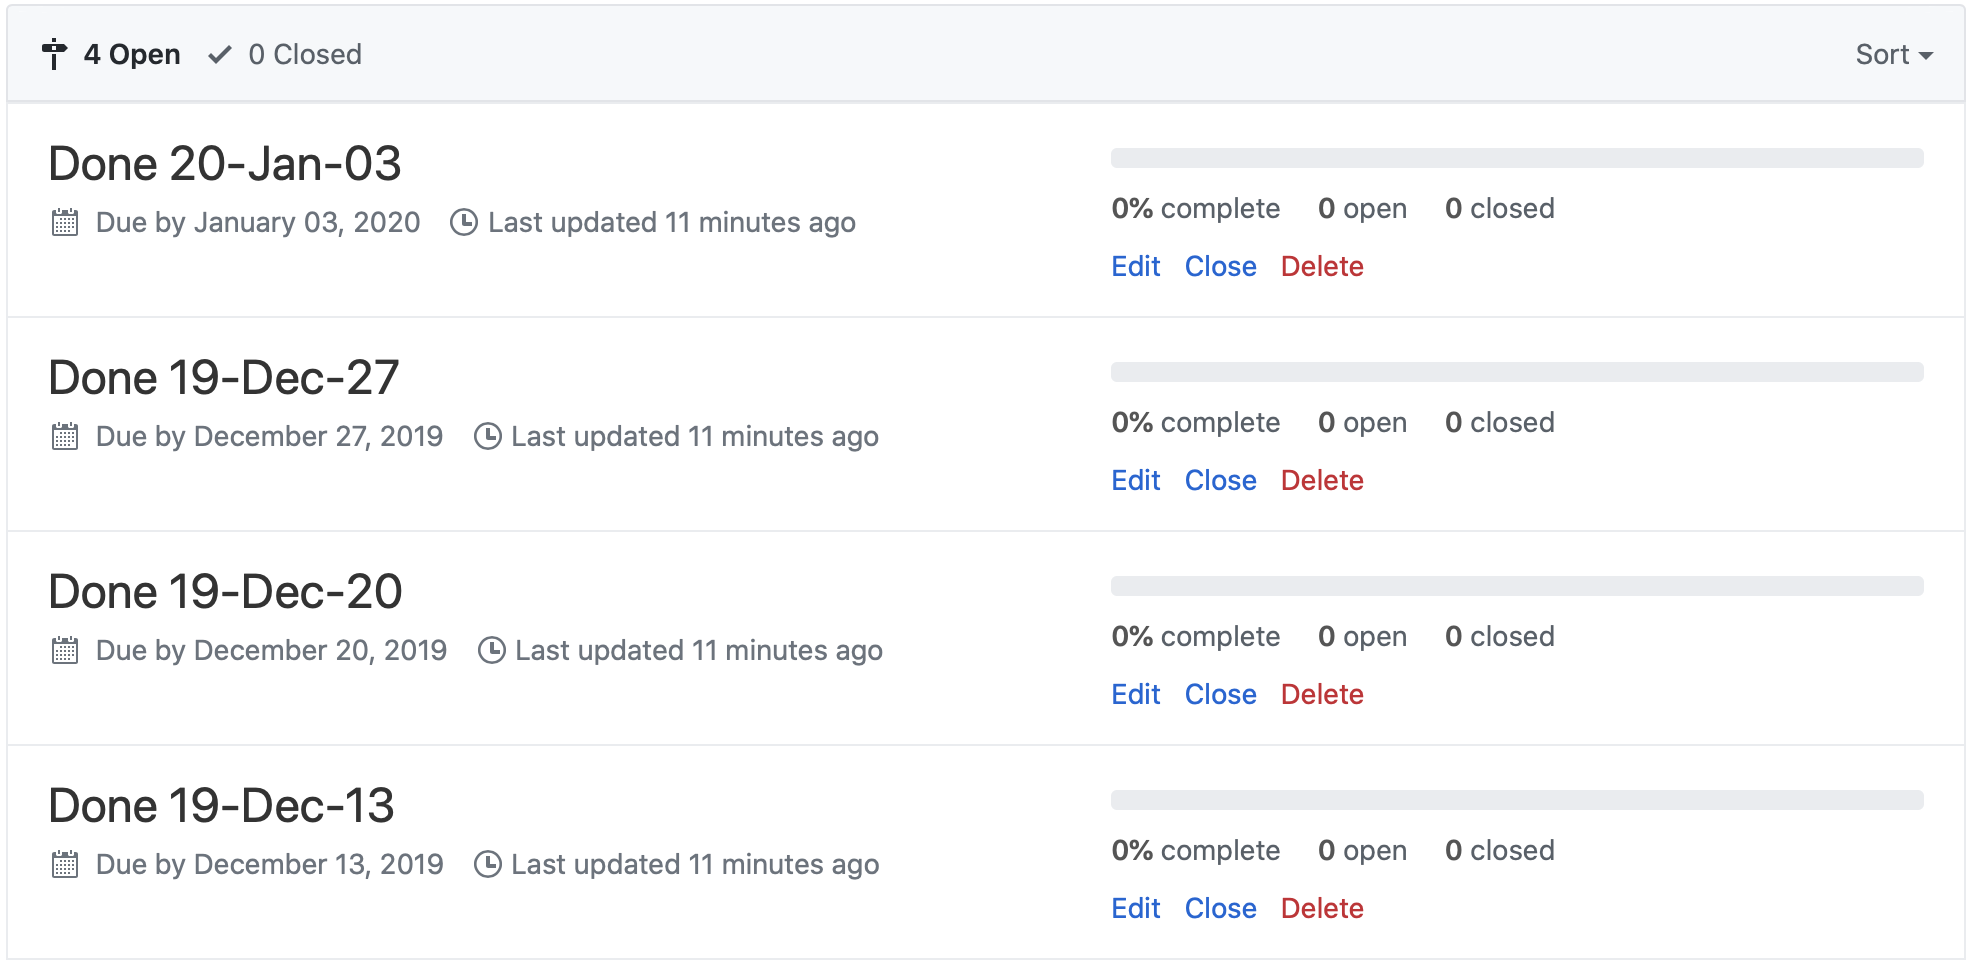 4 Open 0 Closed Sort
Done 20-Jan-03
Due by January 03, 2020 Last updated 11 minutes ago
0% complete 0 open 0 closed
Edit Close Delete
Done 19-Dec-27
Due by December 27, 2019 Last updated 11 minutes ago
0% complete 0 open 0 closed
Edit Close Delete
Done 19-Dec-20
Due by December 20, 2019 Last updated 11 minutes ago
0% complete 0 open 0 closed
Edit Close Delete
Done 19-Dec-13
Due by December 13, 2019 Last updated 11 minutes ago
0% complete 0 open 0 closed
Edit Close Delete